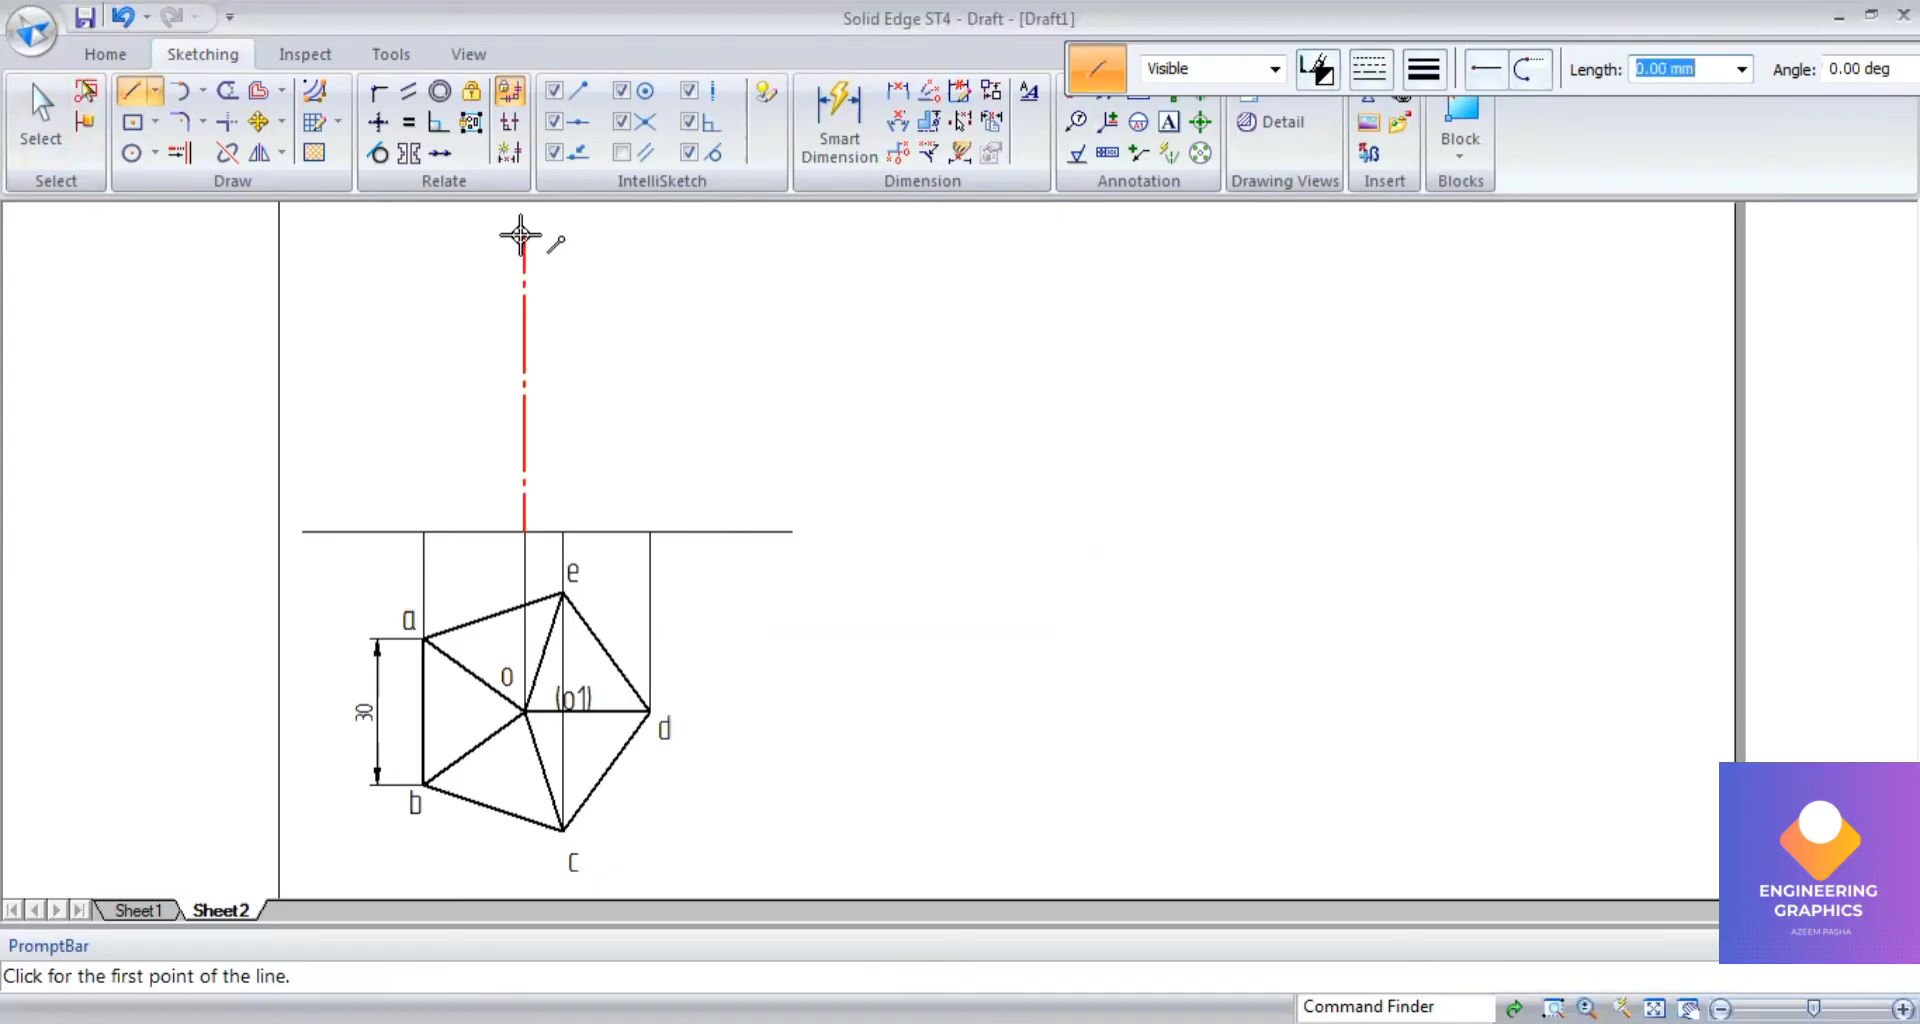 Solid Edge ST4 - Draft - [Draft1]
Home Sketching Inspect Tools View
Visible Length: 0.00 mm Angle: 0.00 deg
Select
Smart
Dimension
A
Detail
Block
Select Draw Relate IntelliSketch Dimension Annotation Drawing Views Insert Blocks
e
a
o
(o1)
d
30
b
c
ENGINEERING
GRAPHICS
AZEEM PASHA
Sheet1 Sheet2
PromptBar
Click for the first point of the line.
Command Finder